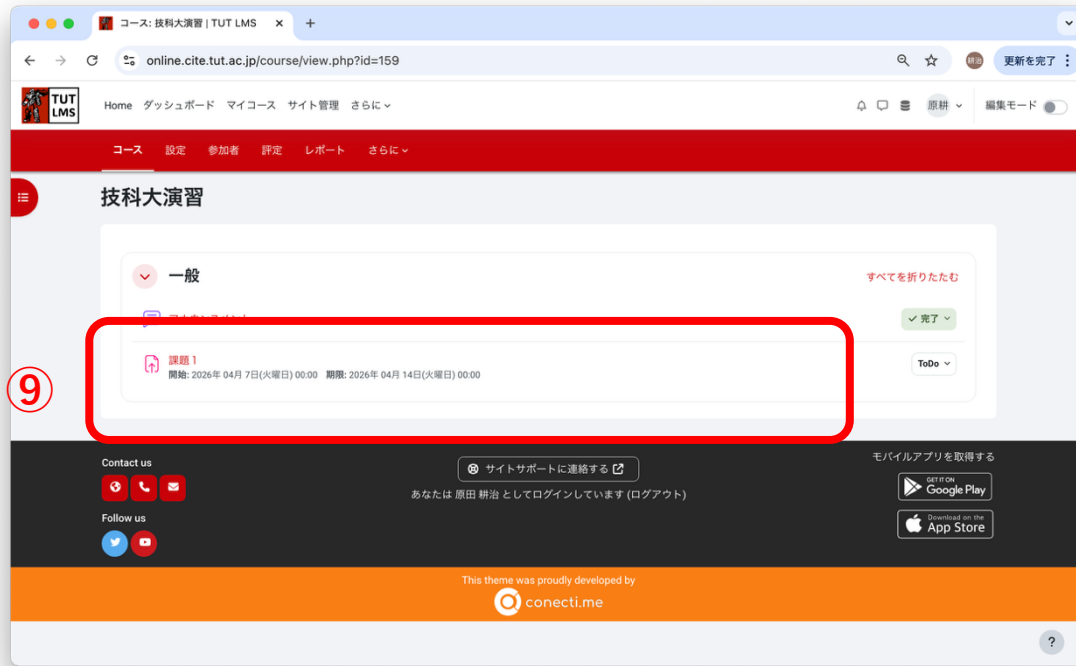 コース: 技科大演習 | TUT LMS
online.cite.tut.ac.jp/course/view.php?id=159
耕治
更新を完了
TUT LMS
Home ダッシュボード マイコース サイト管理 さらに
原耕
編集モード
コース 設定 参加者 評定 レポート さらに
技科大演習
一般
すべてを折りたたむ
アナウンスメント
完了
課題 1
開始: 2026年 04月 7日(火曜日) 00:00 期限: 2026年 04月 14日(火曜日) 00:00
ToDo
⑨
Contact us
Follow us
サイトサポートに連絡する
あなたは 原田 耕治 としてログインしています (ログアウト)
モバイルアプリを取得する
GET IT ON
Google Play
Download on the
App Store
This theme was proudly developed by
conecti.me
?